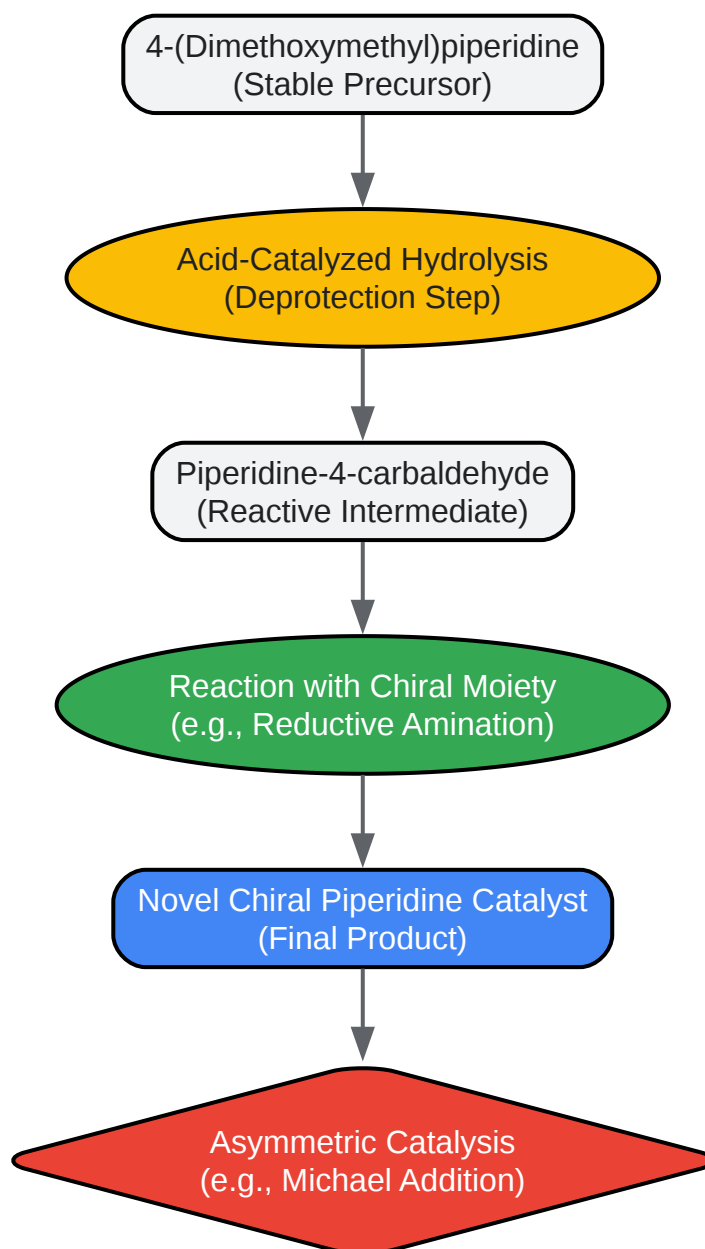 4-(Dimethoxymethyl)piperidine
(Stable Precursor)
Acid-Catalyzed Hydrolysis
(Deprotection Step)
Piperidine-4-carbaldehyde
(Reactive Intermediate)
Reaction with Chiral Moiety
(e.g., Reductive Amination)
Novel Chiral Piperidine Catalyst
(Final Product)
Asymmetric Catalysis
(e.g., Michael Addition)